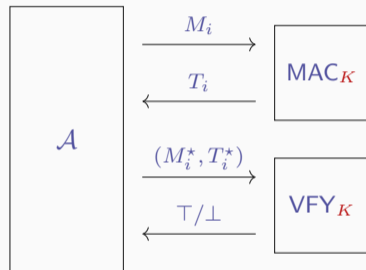 M_i
MAC_K
T_i
𝒜
(M_i^⋆, T_i^⋆)
VFY_K
⊤/⊥